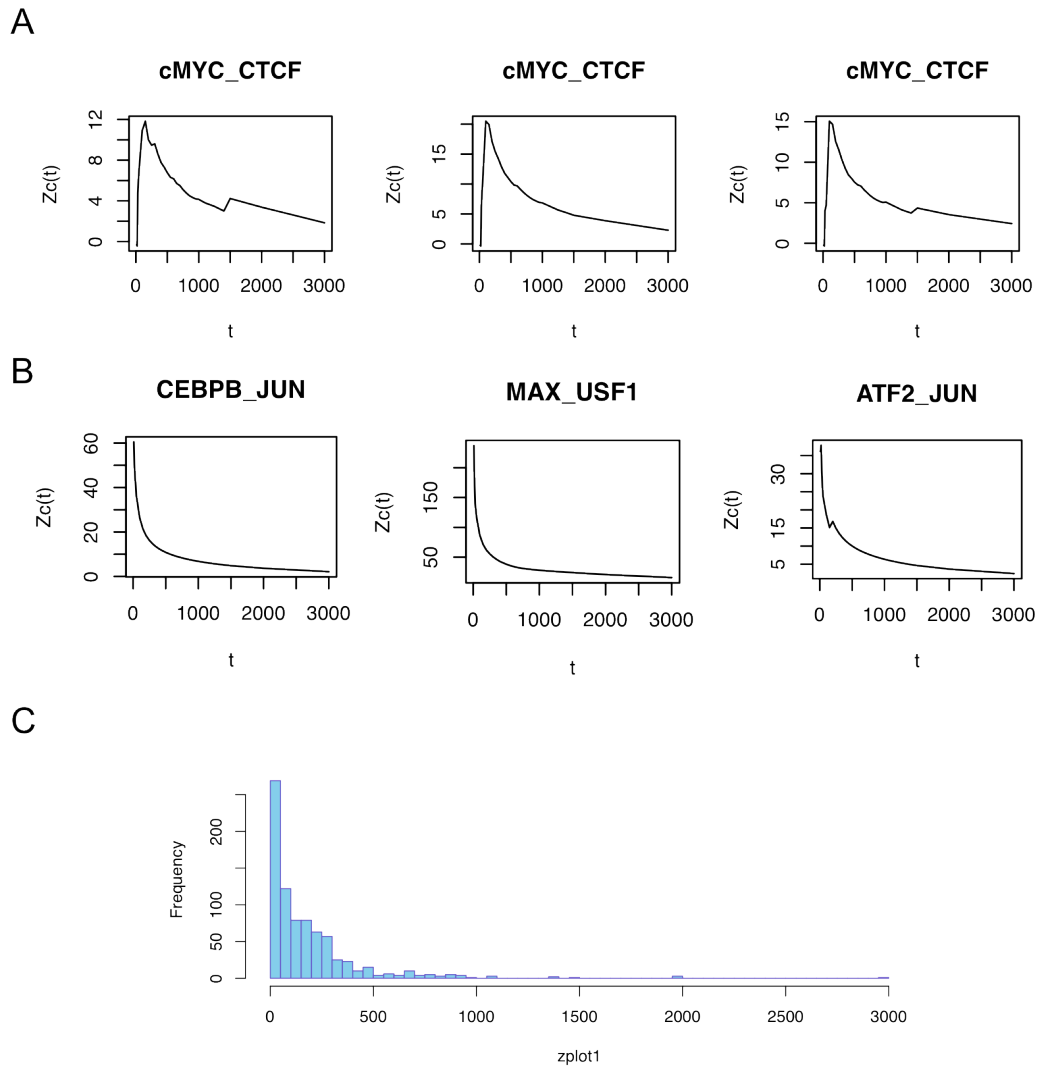 A
cMYC_CTCF
cMYC_CTCF
cMYC_CTCF
Zc(t)
0 4 8 12
0 1000 2000 3000
t
Zc(t)
0 5 15
0 1000 2000 3000
t
Zc(t)
0 5 10 15
0 1000 2000 3000
t
B
CEBPB_JUN
MAX_USF1
ATF2_JUN
Zc(t)
0 20 40 60
0 1000 2000 3000
t
Zc(t)
50 150
0 1000 2000 3000
t
Zc(t)
5 15 30
0 1000 2000 3000
t
C
Frequency
0 50 100 200
0 500 1000 1500 2000 2500 3000
zplot1